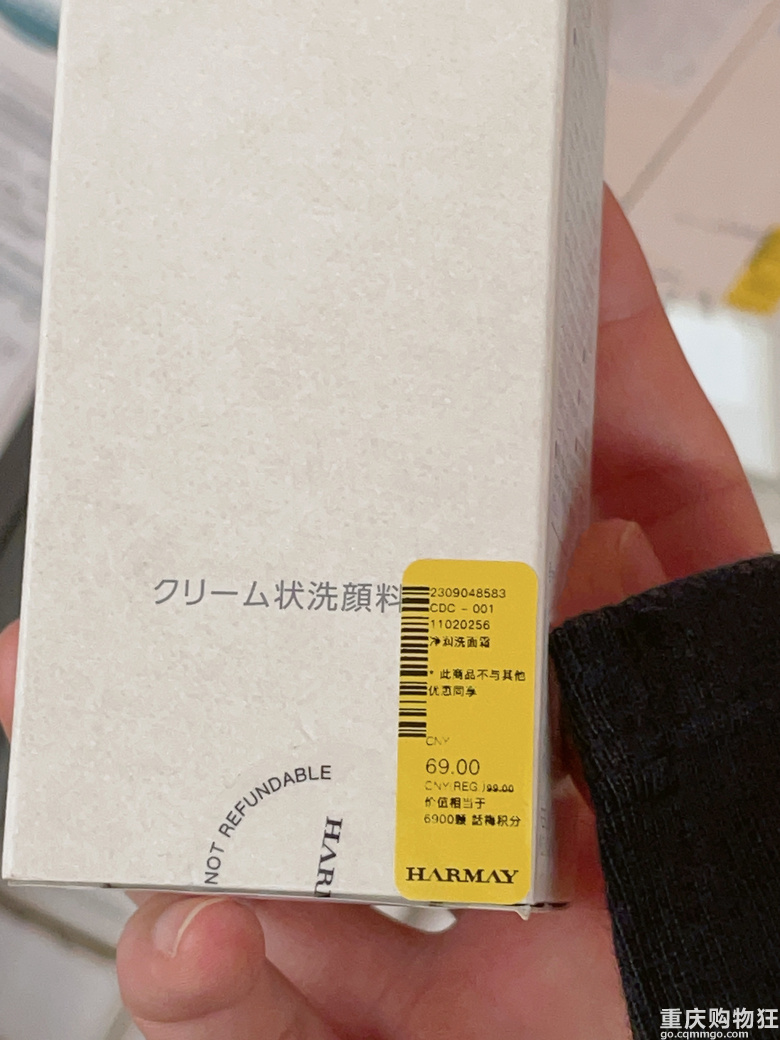 クリーム状洗顔料
2309048583
CDC - 001
11020256
净润洗面霜
* 此商品不与其他
优惠同享
CNY
69.00
CNY(REG.)99.00
价值相当于
6900颗 話梅积分
HARMAY
NOT REFUNDABLE
HAR
重庆购物狂
go.cqmmgo.com